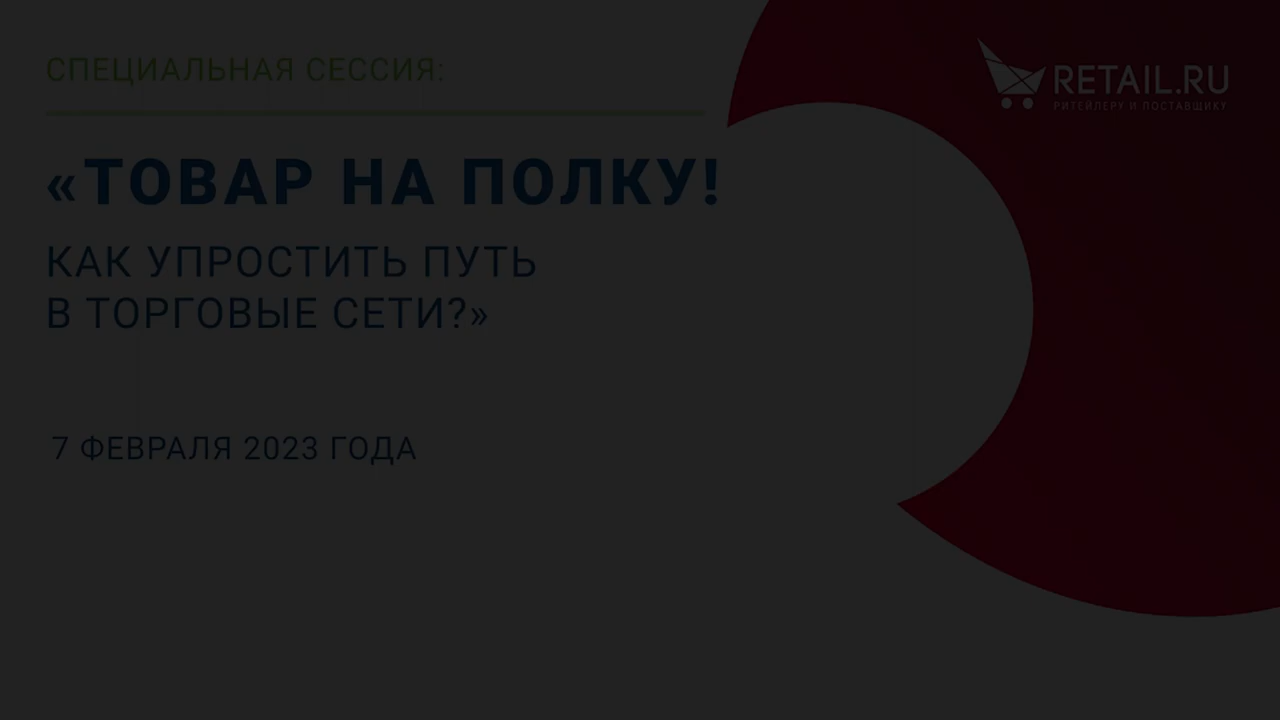 СПЕЦИАЛЬНАЯ СЕССИЯ:
RETAIL.RU
РИТЕЙЛЕРУ И ПОСТАВЩИКУ
«ТОВАР НА ПОЛКУ!
КАК УПРОСТИТЬ ПУТЬ
В ТОРГОВЫЕ СЕТИ?»
7 ФЕВРАЛЯ 2023 ГОДА